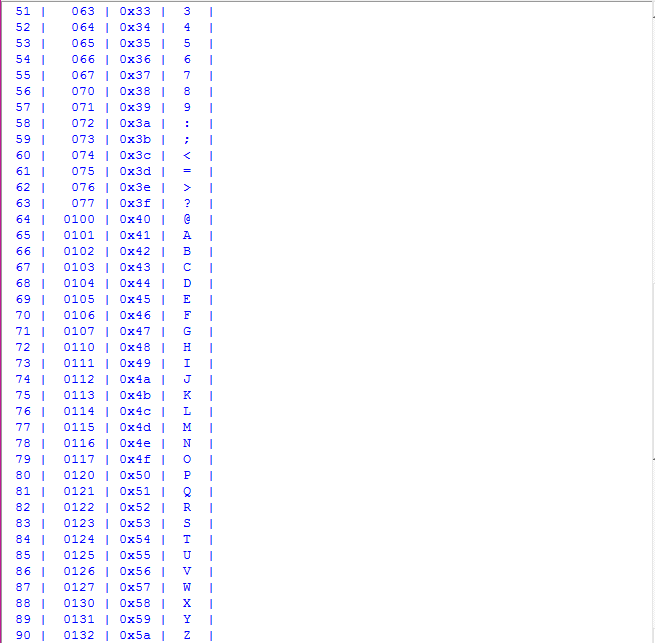 51 |   063 | 0x33 |  3  |
52 |   064 | 0x34 |  4  |
53 |   065 | 0x35 |  5  |
54 |   066 | 0x36 |  6  |
55 |   067 | 0x37 |  7  |
56 |   070 | 0x38 |  8  |
57 |   071 | 0x39 |  9  |
58 |   072 | 0x3a |  :  |
59 |   073 | 0x3b |  ;  |
60 |   074 | 0x3c |  <  |
61 |   075 | 0x3d |  =  |
62 |   076 | 0x3e |  >  |
63 |   077 | 0x3f |  ?  |
64 |  0100 | 0x40 |  @  |
65 |  0101 | 0x41 |  A  |
66 |  0102 | 0x42 |  B  |
67 |  0103 | 0x43 |  C  |
68 |  0104 | 0x44 |  D  |
69 |  0105 | 0x45 |  E  |
70 |  0106 | 0x46 |  F  |
71 |  0107 | 0x47 |  G  |
72 |  0110 | 0x48 |  H  |
73 |  0111 | 0x49 |  I  |
74 |  0112 | 0x4a |  J  |
75 |  0113 | 0x4b |  K  |
76 |  0114 | 0x4c |  L  |
77 |  0115 | 0x4d |  M  |
78 |  0116 | 0x4e |  N  |
79 |  0117 | 0x4f |  O  |
80 |  0120 | 0x50 |  P  |
81 |  0121 | 0x51 |  Q  |
82 |  0122 | 0x52 |  R  |
83 |  0123 | 0x53 |  S  |
84 |  0124 | 0x54 |  T  |
85 |  0125 | 0x55 |  U  |
86 |  0126 | 0x56 |  V  |
87 |  0127 | 0x57 |  W  |
88 |  0130 | 0x58 |  X  |
89 |  0131 | 0x59 |  Y  |
90 |  0132 | 0x5a |  Z  |